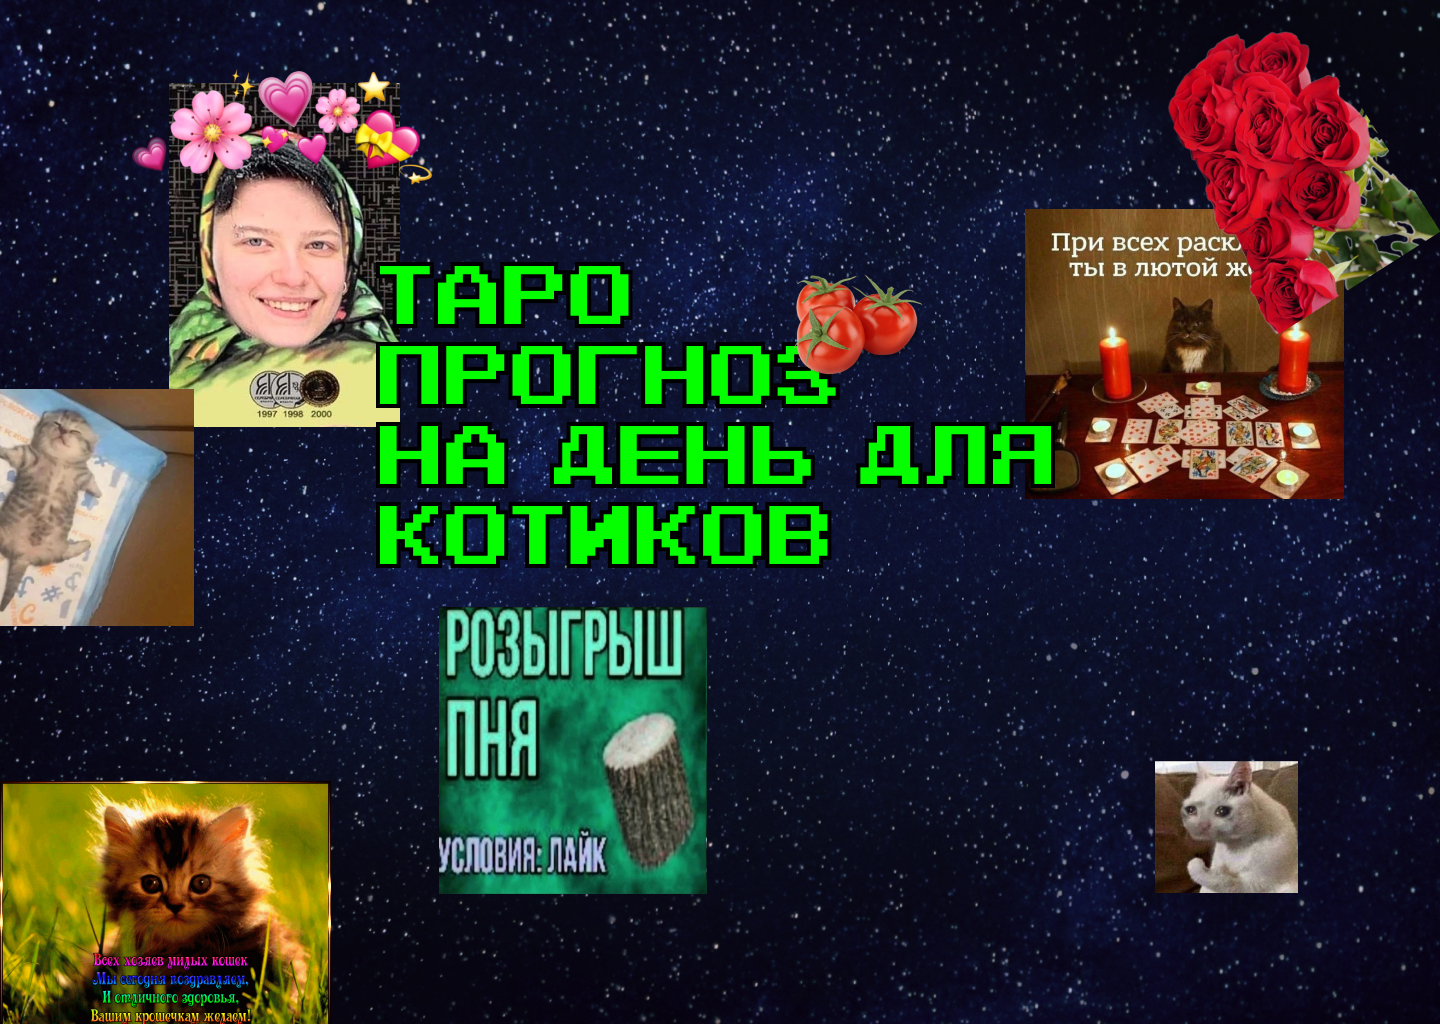 ТАРО
ПРОГНОЗ
НА ДЕНЬ ДЛЯ
КОТИКОВ
1997 1998 2000
При всех
ты в лютой
РОЗЫГРЫШ
ПНЯ
УСЛОВИЯ: ЛАЙК
Всех хозяев милых кошек
Мы сегодня поздравляем,
И отличного здоровья,
Вашим крошечкам желаем!